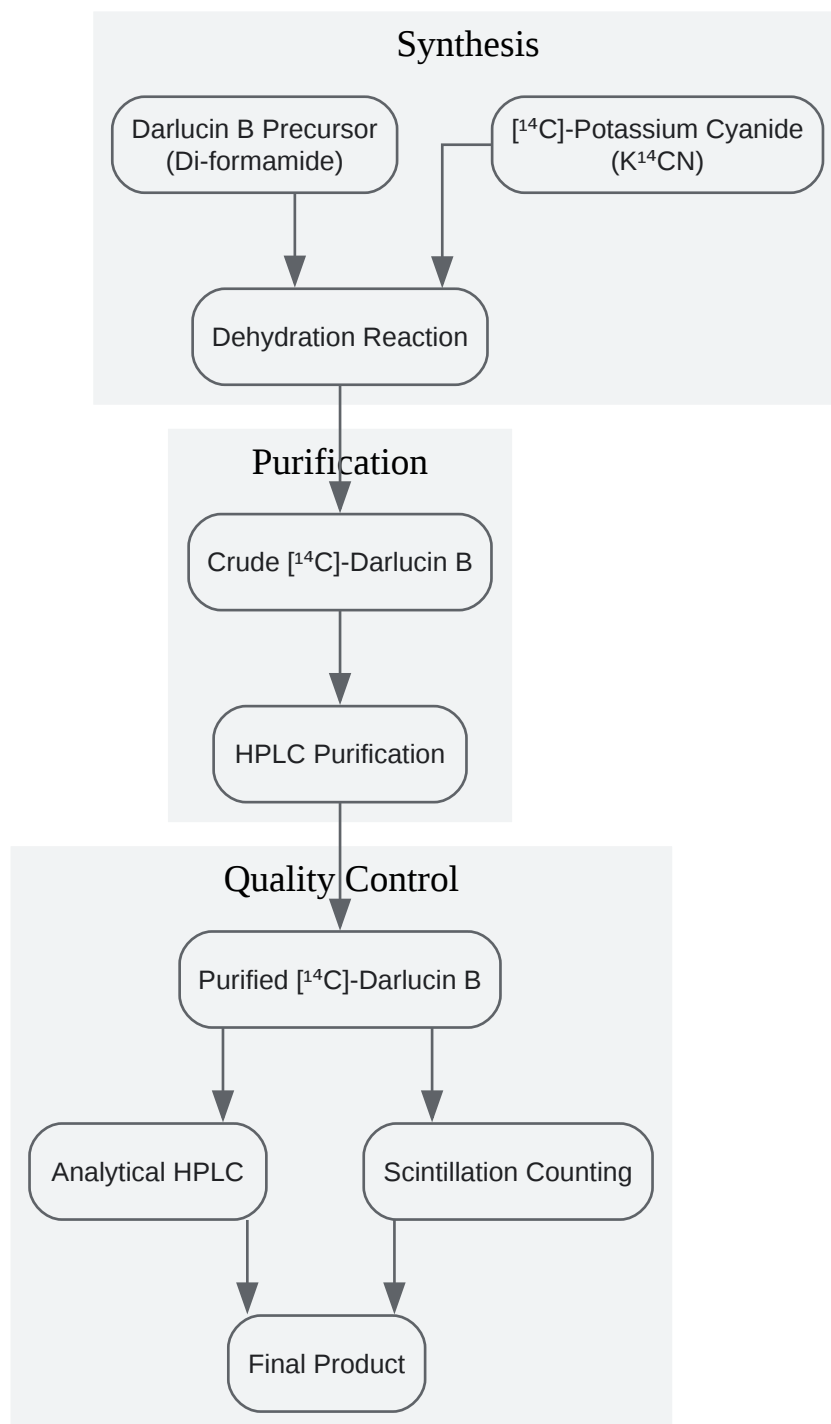 Synthesis
Darlucin B Precursor
(Di-formamide)
[¹⁴C]-Potassium Cyanide
(K¹⁴CN)
Dehydration Reaction
Purification
Crude [¹⁴C]-Darlucin B
HPLC Purification
Quality Control
Purified [¹⁴C]-Darlucin B
Analytical HPLC
Scintillation Counting
Final Product